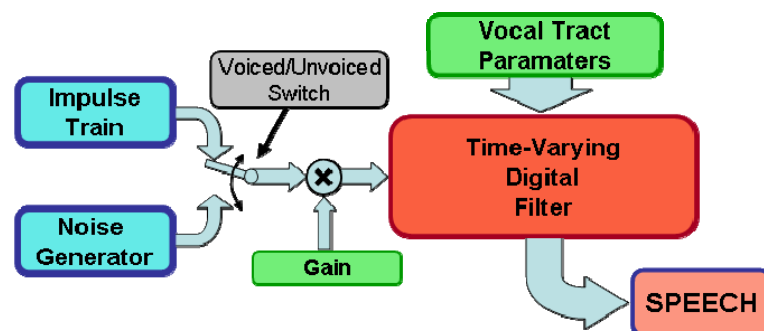 Vocal Tract
Paramaters
Voiced/Unvoiced
Switch
Impulse
Train
Time-Varying
Digital
Filter
Noise
Generator
Gain
SPEECH